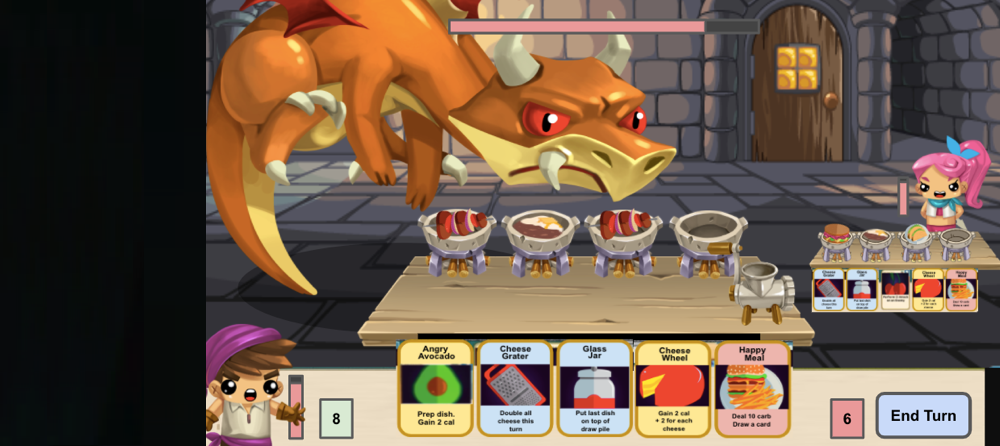 Cheese
Grater
Glass
Jar
Cheese
Wheel
Happy
Meal
Angry
Avocado
Prep dish.
Gain 2 cal
Cheese
Grater
Double all
cheese this
turn
Glass
Jar
Put last dish
on top of
draw pile
Cheese
Wheel
Gain 2 cal
+ 2 for each
cheese
Happy
Meal
Deal 10 carb
Draw a card
8
6
End Turn